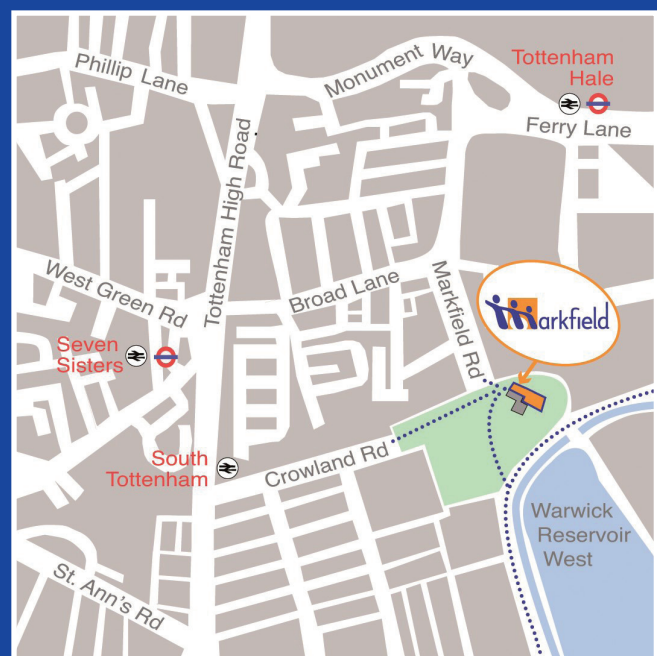 Phillip Lane
Monument Way
Tottenham
Hale
Ferry Lane
Tottenham High Road
West Green Rd
Broad Lane
Markfield Rd
Markfield
Seven
Sisters
South
Tottenham
Crowland Rd
Warwick
Reservoir
West
St. Ann's Rd